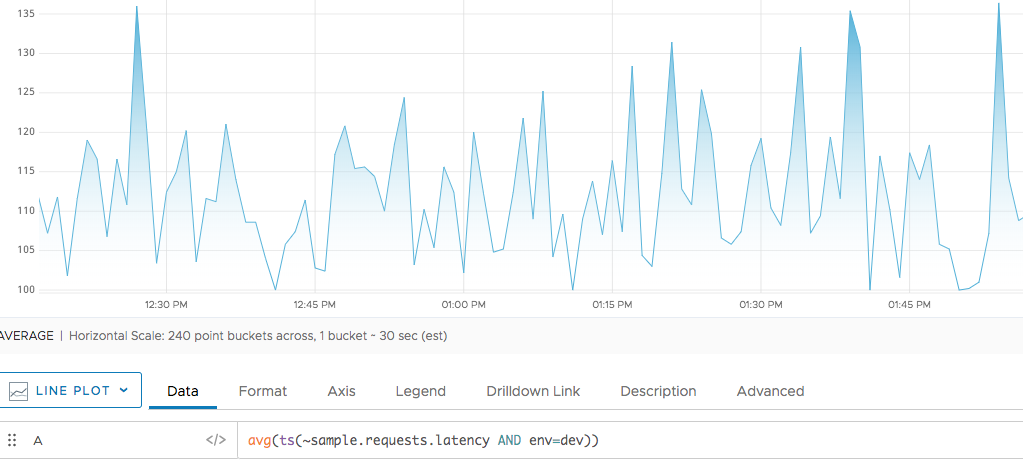 135
130
125
120
115
110
105
100
12:30 PM 12:45 PM 01:00 PM 01:15 PM 01:30 PM 01:45 PM
AVERAGE | Horizontal Scale: 240 point buckets across, 1 bucket ~ 30 sec (est)
LINE PLOT Data Format Axis Legend Drilldown Link Description Advanced
A </> avg(ts(~sample.requests.latency AND env=dev))